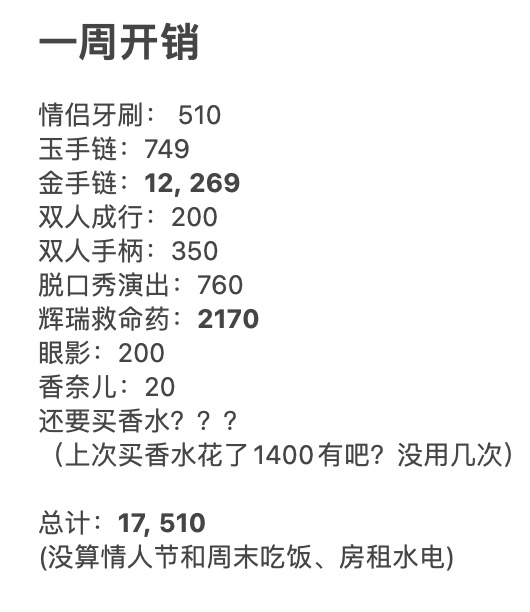 一周开销
情侣牙刷： 510
玉手链：749
金手链：12, 269
双人成行：200
双人手柄：350
脱口秀演出：760
辉瑞救命药：2170
眼影：200
香奈儿：20
还要买香水？？？
（上次买香水花了1400有吧？没用几次）
总计：17, 510
(没算情人节和周末吃饭、房租水电)